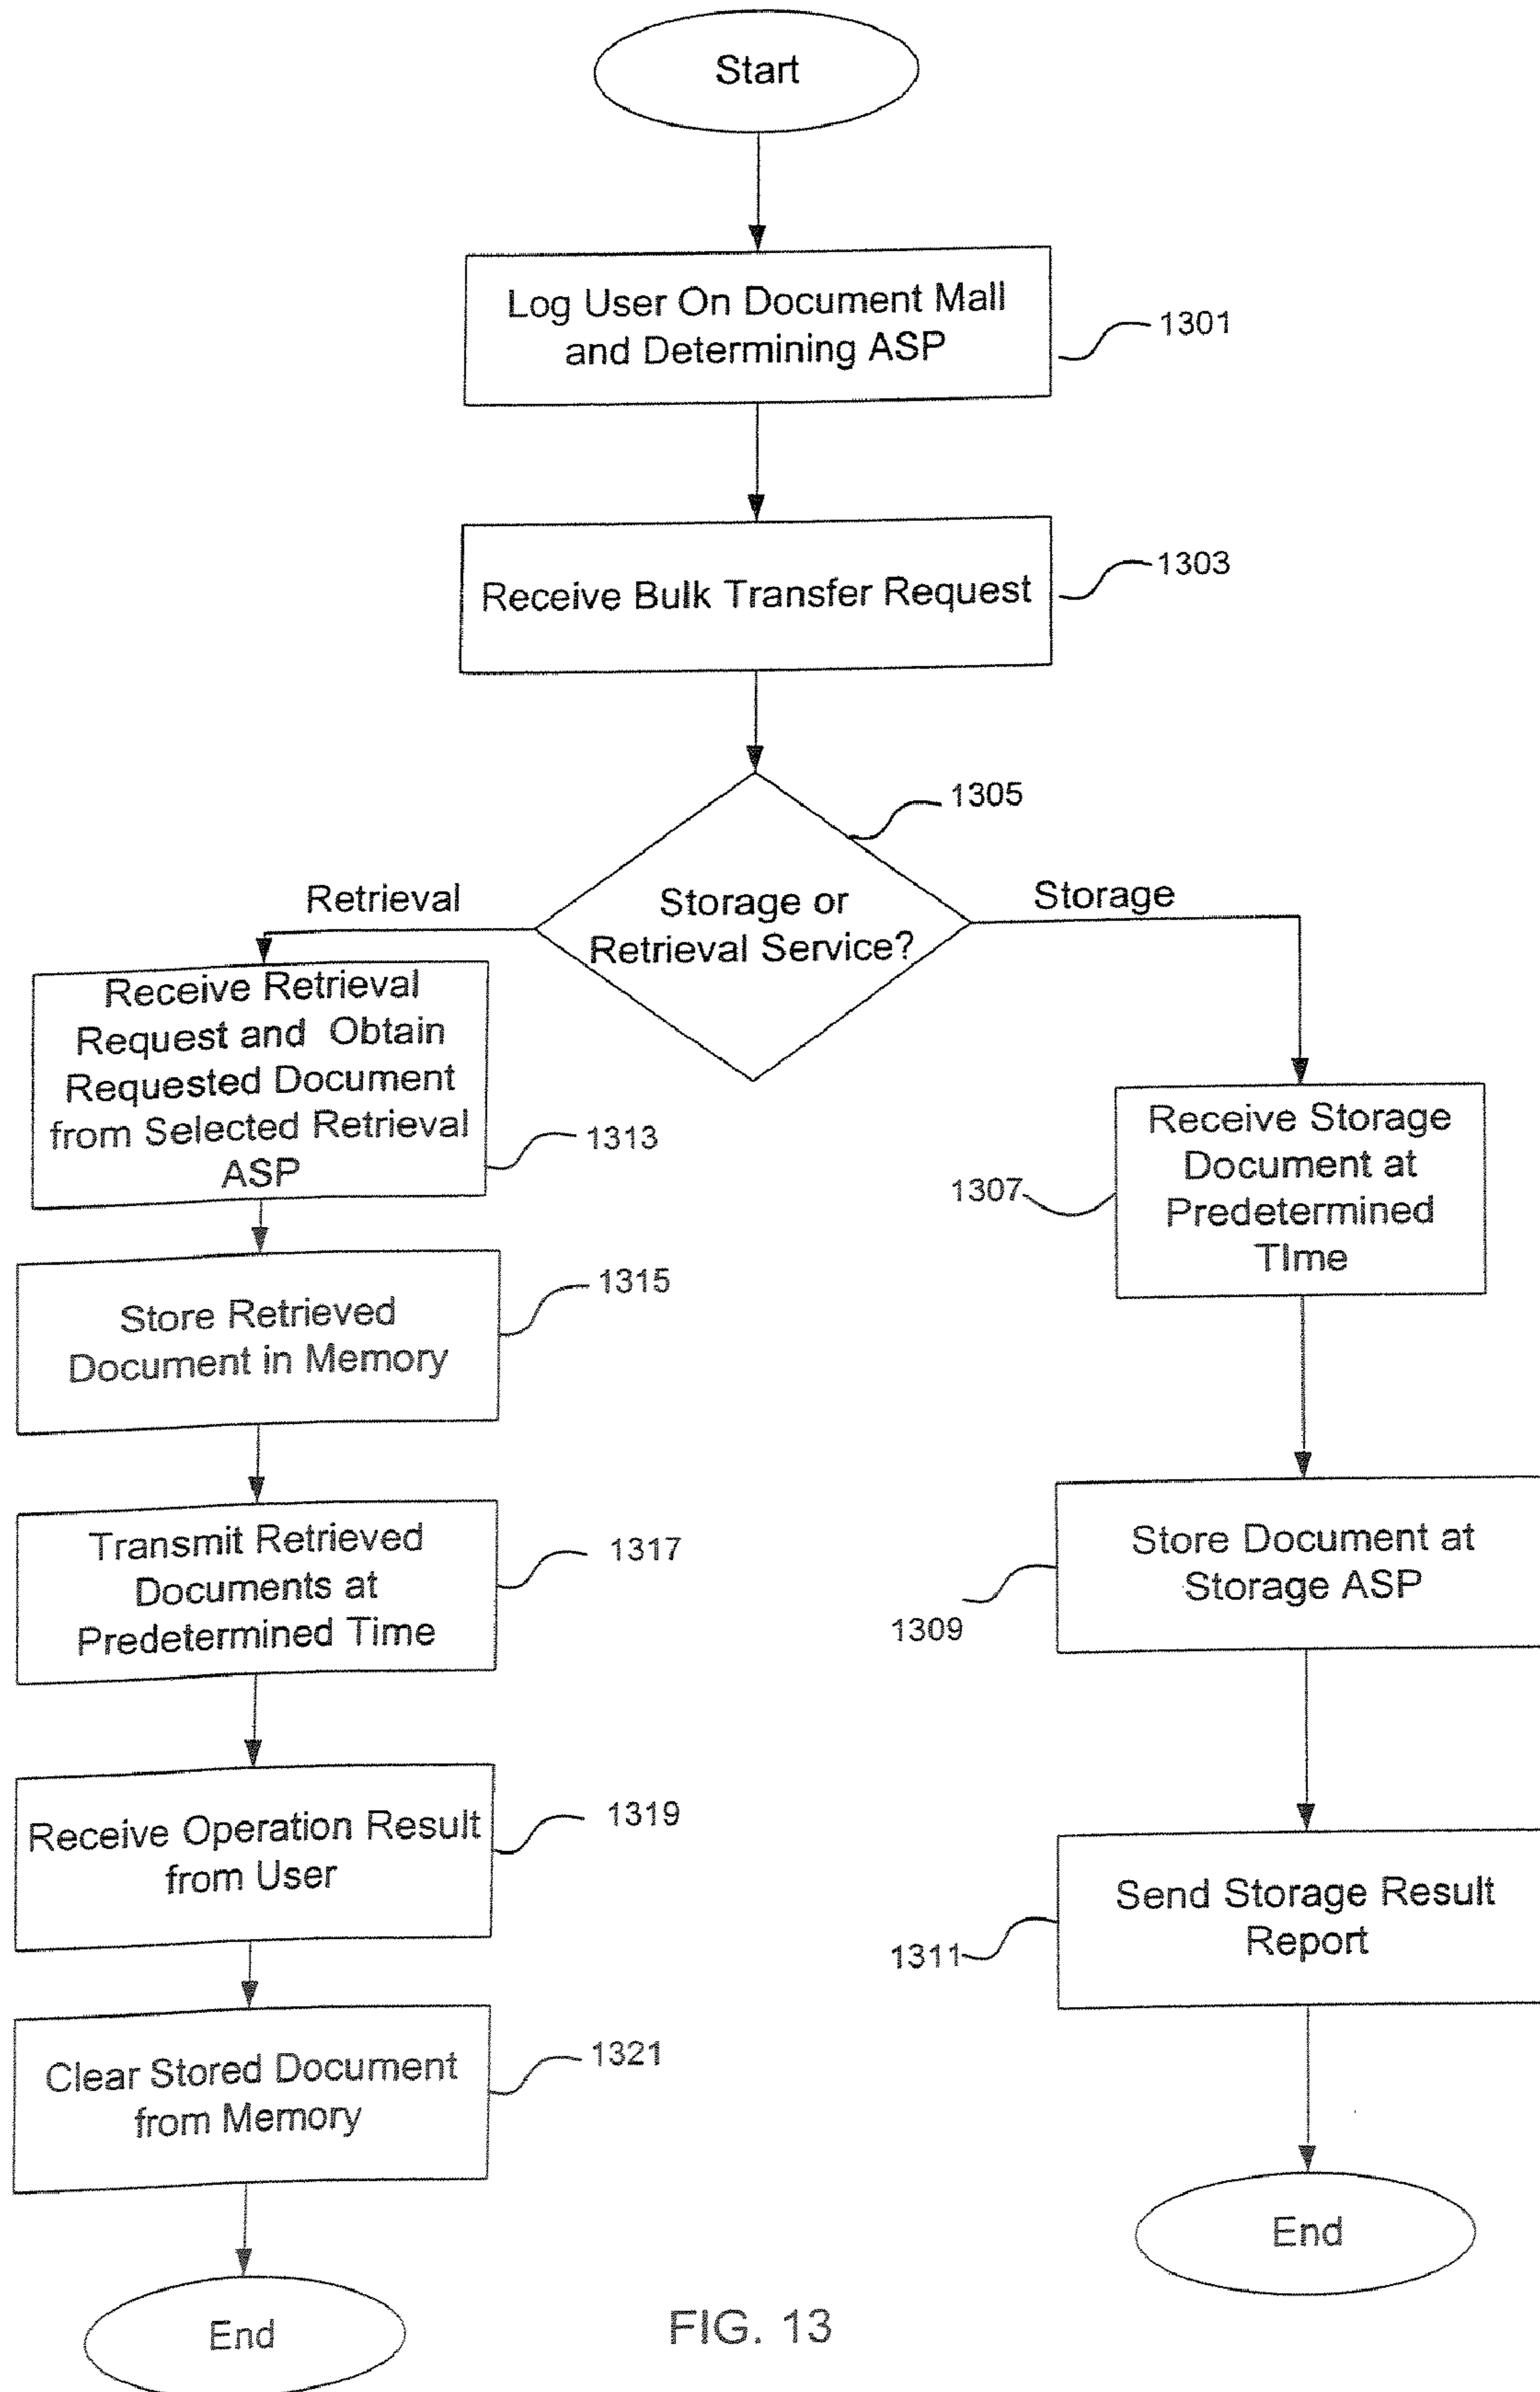 Start
Log User On Document Mall
and Determining ASP
1301
Receive Bulk Transfer Request
1303
1305
Storage or
Retrieval Service?
Retrieval
Storage
Receive Retrieval
Request and Obtain
Requested Document
from Selected Retrieval
ASP
1313
Store Retrieved
Document in Memory
1315
Transmit Retrieved
Documents at
Predetermined Time
1317
Receive Operation Result
from User
1319
Clear Stored Document
from Memory
1321
End
Receive Storage
Document at
Predetermined
TIme
1307
Store Document at
Storage ASP
1309
Send Storage Result
Report
1311
End
FIG. 13